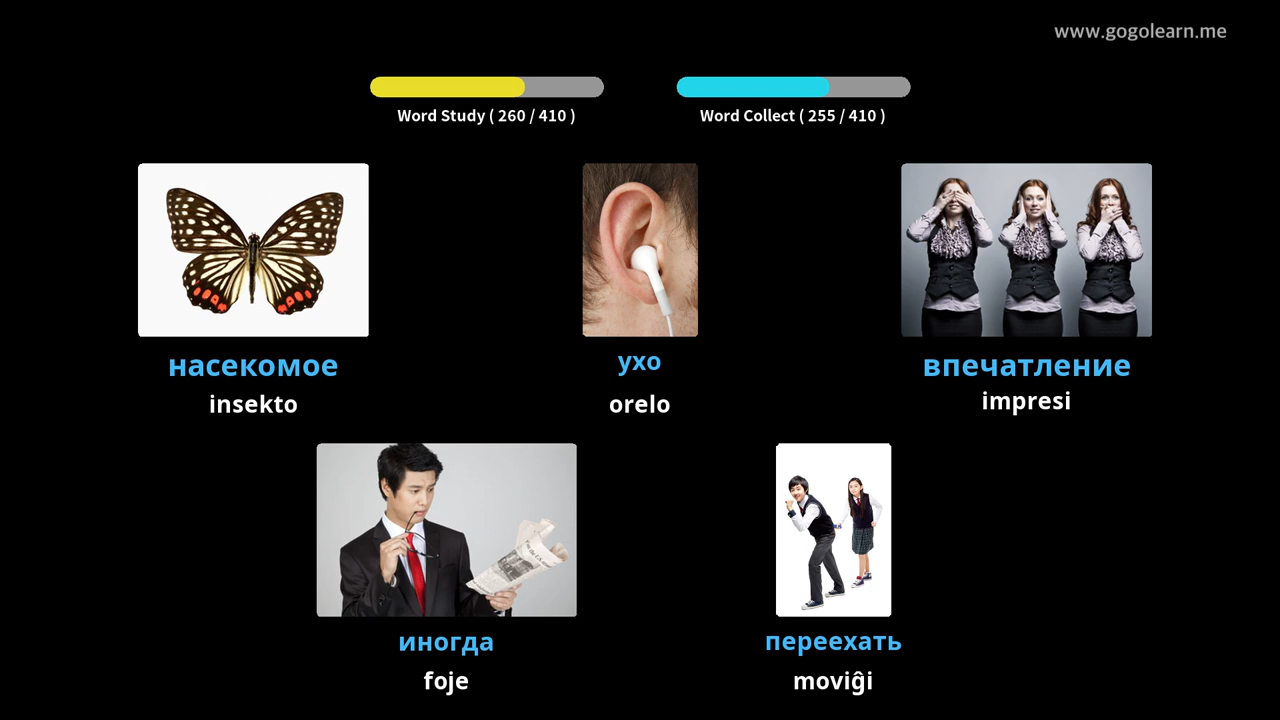 www.gogolearn.me
Word Study ( 260 / 410 )
Word Collect ( 255 / 410 )
насекомое
insekto
ухо
orelo
впечатление
impresi
иногда
foje
переехать
moviĝi